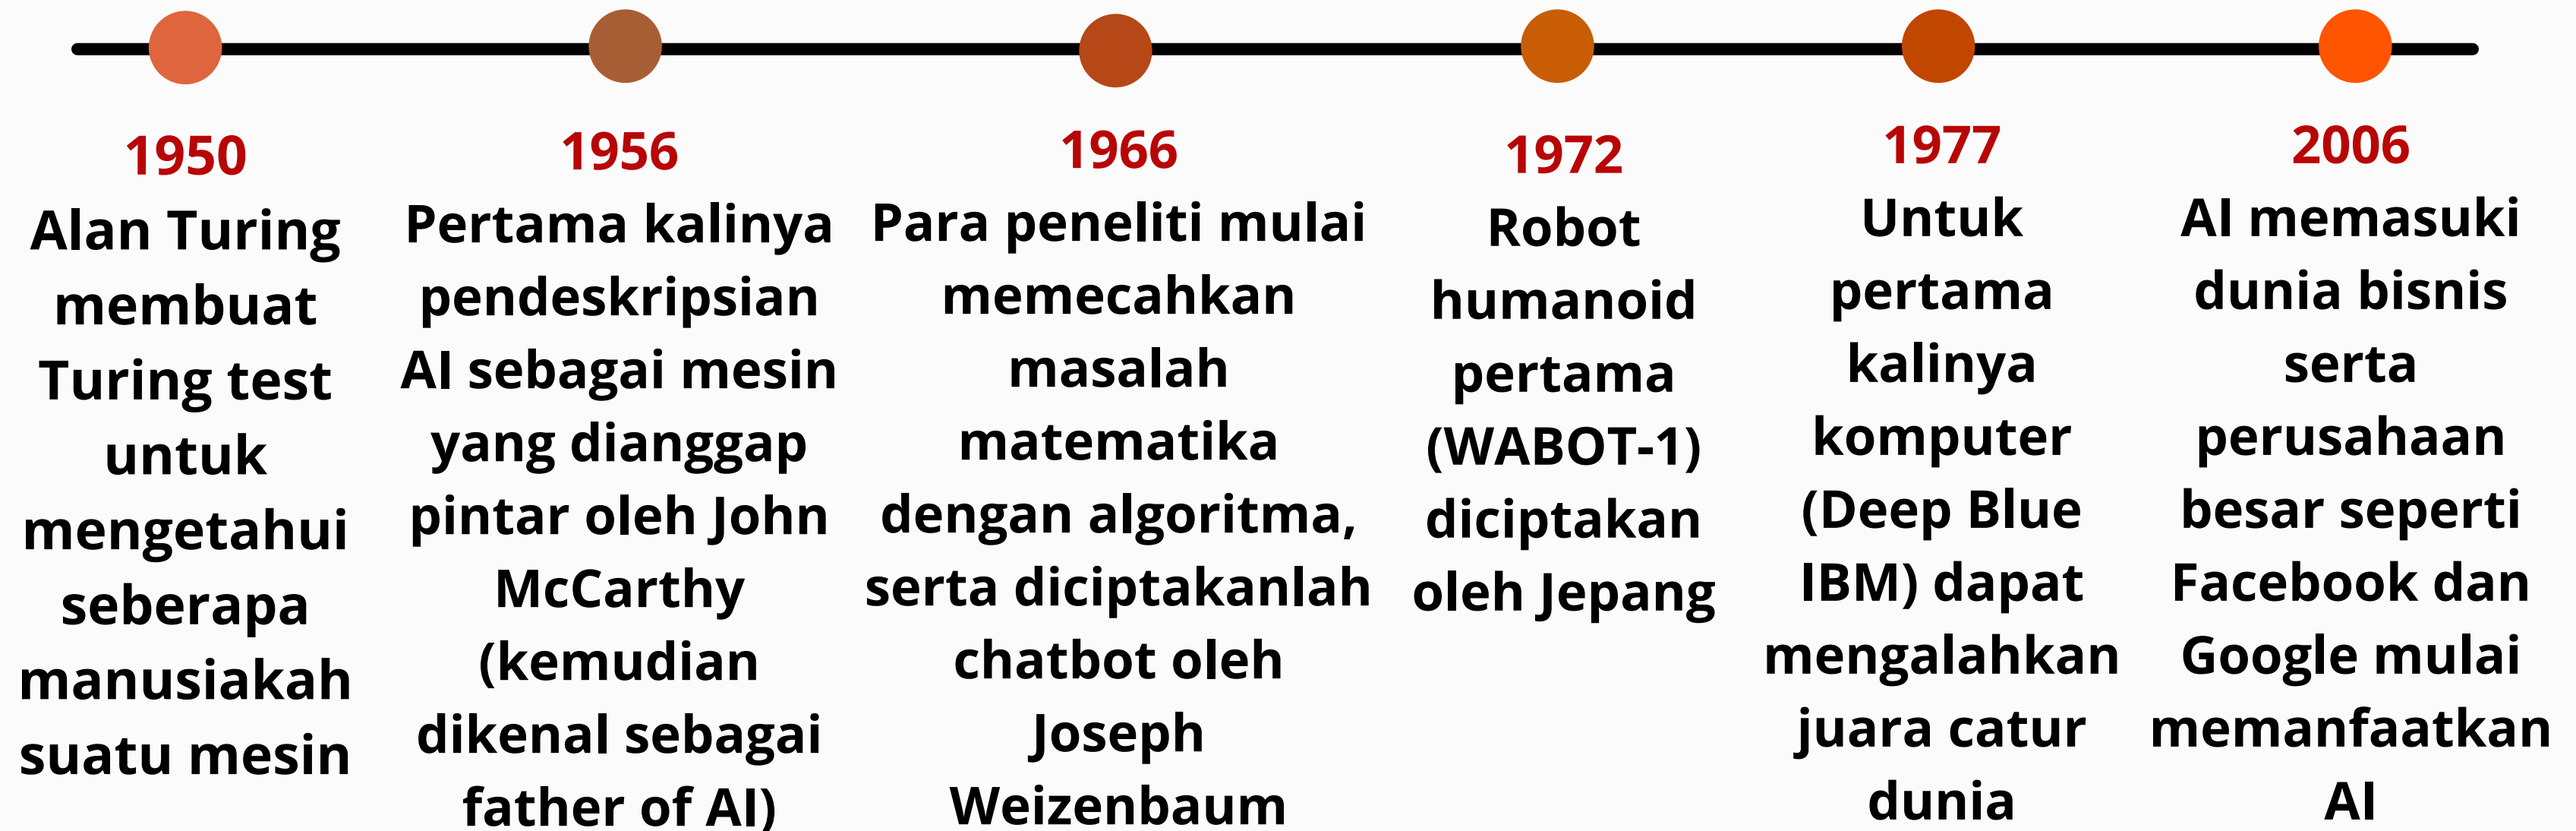 1950
Alan Turing
membuat
Turing test
untuk
mengetahui
seberapa
manusiakah
suatu mesin
1956
Pertama kalinya
pendeskripsian
AI sebagai mesin
yang dianggap
pintar oleh John
McCarthy
(kemudian
dikenal sebagai
father of AI)
1966
Para peneliti mulai
memecahkan
masalah
matematika
dengan algoritma,
serta diciptakanlah
chatbot oleh
Joseph
Weizenbaum
1972
Robot
humanoid
pertama
(WABOT-1)
diciptakan
oleh Jepang
1977
Untuk
pertama
kalinya
komputer
(Deep Blue
IBM) dapat
mengalahkan
juara catur
dunia
2006
AI memasuki
dunia bisnis
serta
perusahaan
besar seperti
Facebook dan
Google mulai
memanfaatkan
AI